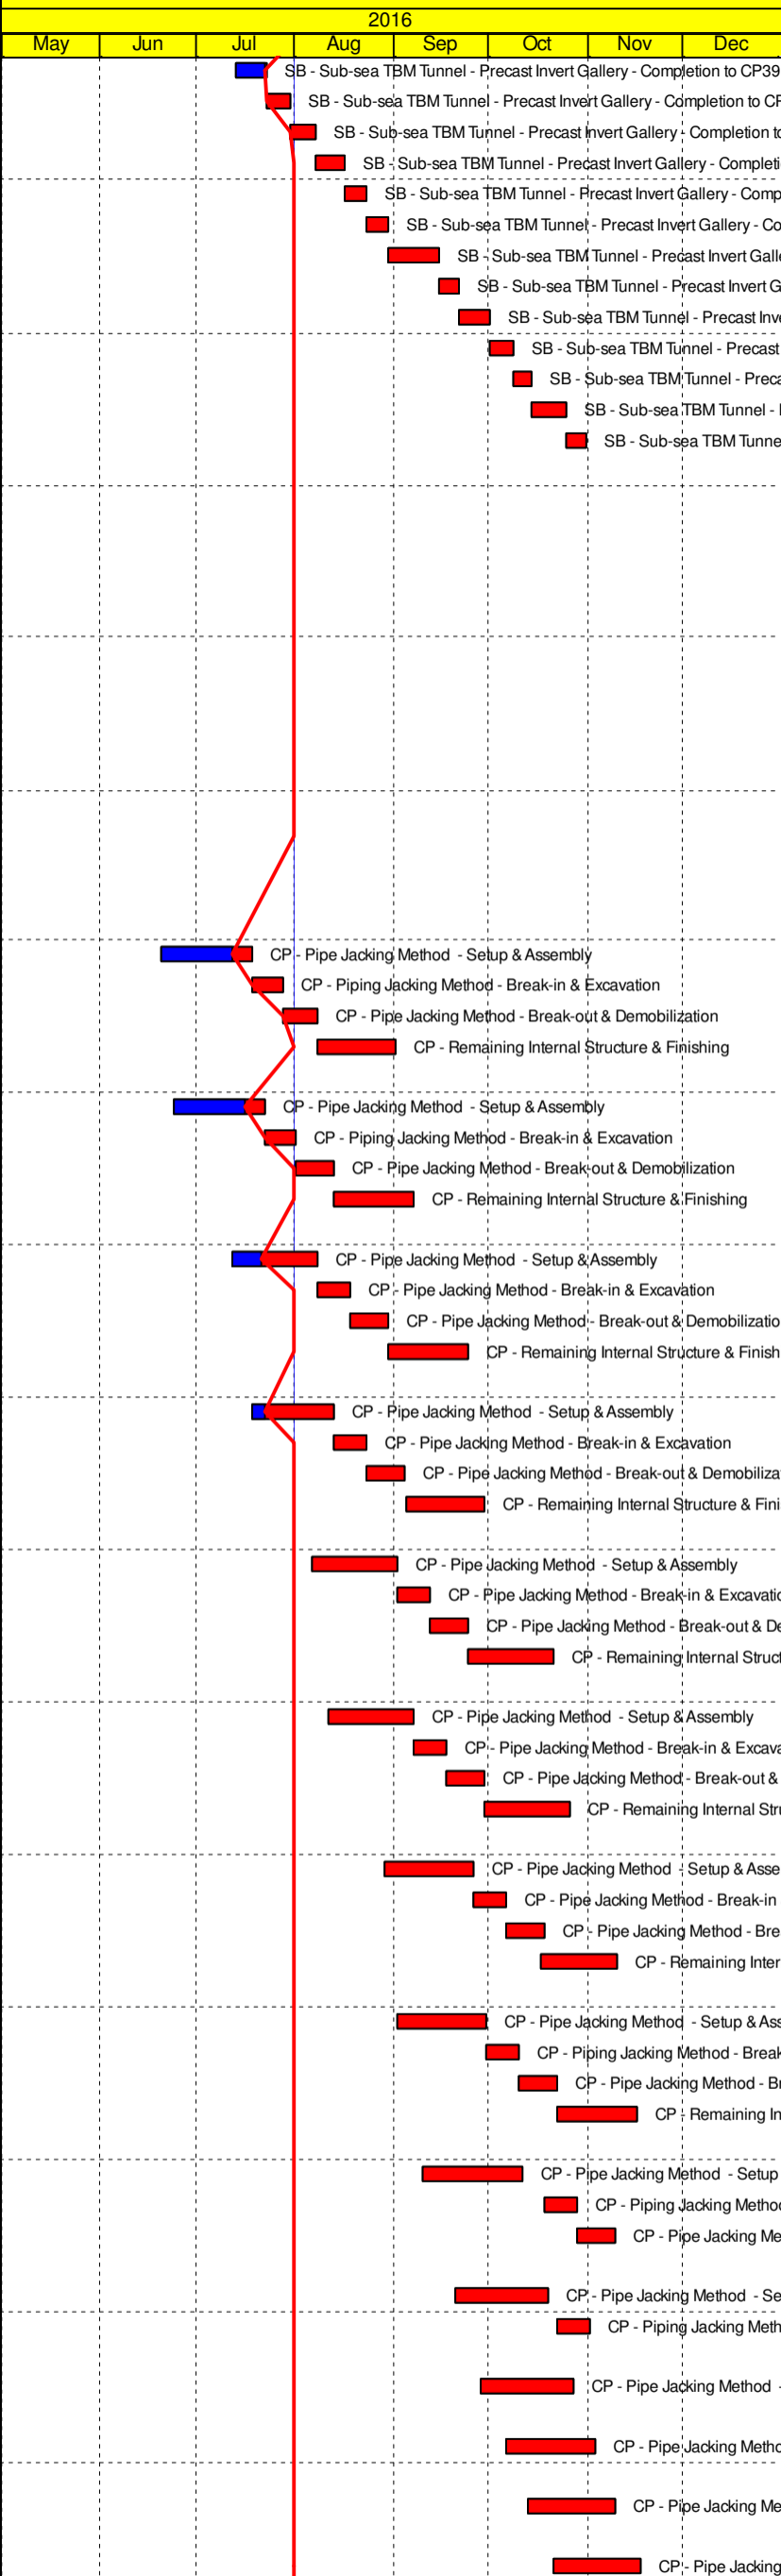 2016
May Jun Jul Aug Sep Oct Nov Dec
SB - Sub-sea TBM Tunnel - Precast Invert Gallery - Completion to CP39
SB - Sub-sea TBM Tunnel - Precast Invert Gallery - Completion to CP
SB - Sub-sea TBM Tunnel - Precast Invert Gallery - Completion to
SB - Sub-sea TBM Tunnel - Precast Invert Gallery - Completi
SB - Sub-sea TBM Tunnel - Precast Invert Gallery - Comp
SB - Sub-sea TBM Tunnel - Precast Invert Gallery - Co
SB - Sub-sea TBM Tunnel - Precast Invert Galle
SB - Sub-sea TBM Tunnel - Precast Invert G
SB - Sub-sea TBM Tunnel - Precast Inve
SB - Sub-sea TBM Tunnel - Precast
SB - Sub-sea TBM Tunnel - Preca
SB - Sub-sea TBM Tunnel -
SB - Sub-sea TBM Tunne
CP - Pipe Jacking Method - Setup & Assembly
CP - Piping Jacking Method - Break-in & Excavation
CP - Pipe Jacking Method - Break-out & Demobilization
CP - Remaining Internal Structure & Finishing
CP - Pipe Jacking Method - Setup & Assembly
CP - Piping Jacking Method - Break-in & Excavation
CP - Pipe Jacking Method - Break-out & Demobilization
CP - Remaining Internal Structure & Finishing
CP - Pipe Jacking Method - Setup & Assembly
CP - Pipe Jacking Method - Break-in & Excavation
CP - Pipe Jacking Method - Break-out & Demobilizatio
CP - Remaining Internal Structure & Finish
CP - Pipe Jacking Method - Setup & Assembly
CP - Pipe Jacking Method - Break-in & Excavation
CP - Pipe Jacking Method - Break-out & Demobiliza
CP - Remaining Internal Structure & Fini
CP - Pipe Jacking Method - Setup & Assembly
CP - Pipe Jacking Method - Break-in & Excavatio
CP - Pipe Jacking Method - Break-out & De
CP - Remaining Internal Struct
CP - Pipe Jacking Method - Setup & Assembly
CP - Pipe Jacking Method - Break-in & Excava
CP - Pipe Jacking Method - Break-out &
CP - Remaining Internal Stru
CP - Pipe Jacking Method - Setup & Asse
CP - Pipe Jacking Method - Break-in
CP - Pipe Jacking Method - Bre
CP - Remaining Inter
CP - Pipe Jacking Method - Setup & Ass
CP - Piping Jacking Method - Break
CP - Pipe Jacking Method - B
CP - Remaining In
CP - Pipe Jacking Method - Setup
CP - Piping Jacking Metho
CP - Pipe Jacking Me
CP - Pipe Jacking Method - Se
CP - Piping Jacking Meth
CP - Pipe Jacking Method -
CP - Pipe Jacking Metho
CP - Pipe Jacking Me
CP - Pipe Jacking